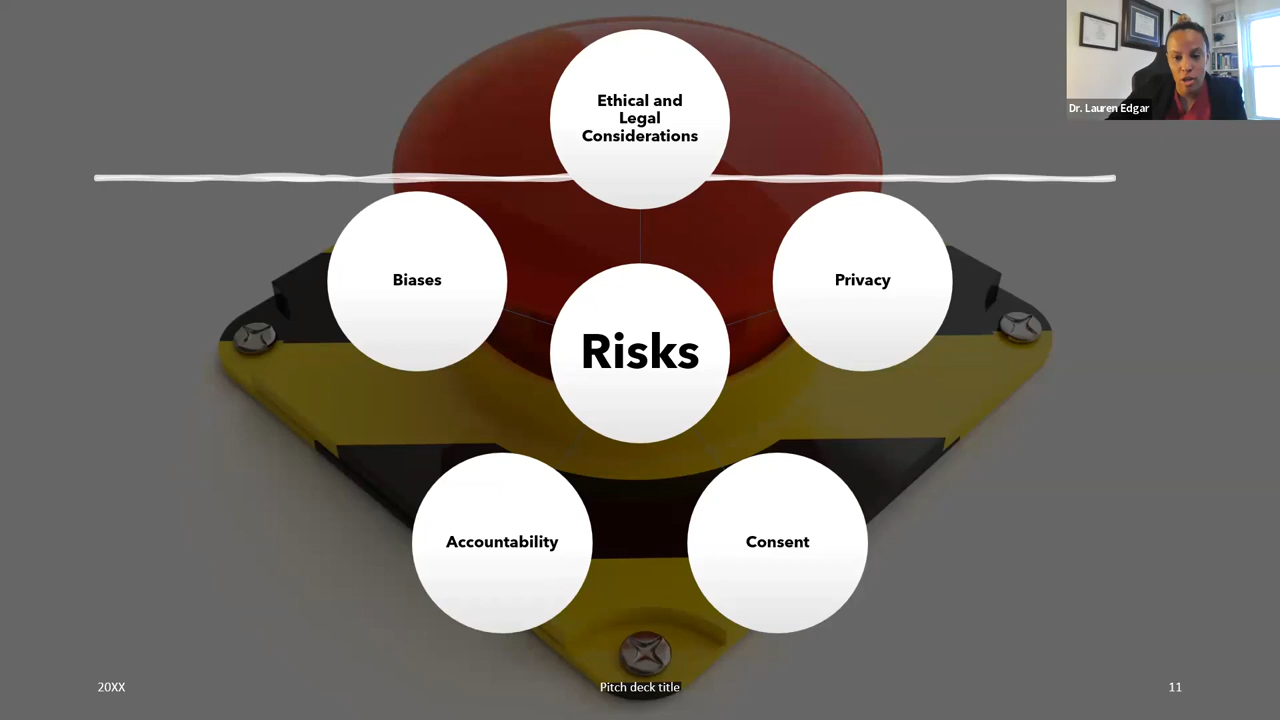 Ethical and
Legal
Considerations
Dr. Lauren Edgar
Biases
Privacy
Risks
Accountability
Consent
20XX
Pitch deck title
11